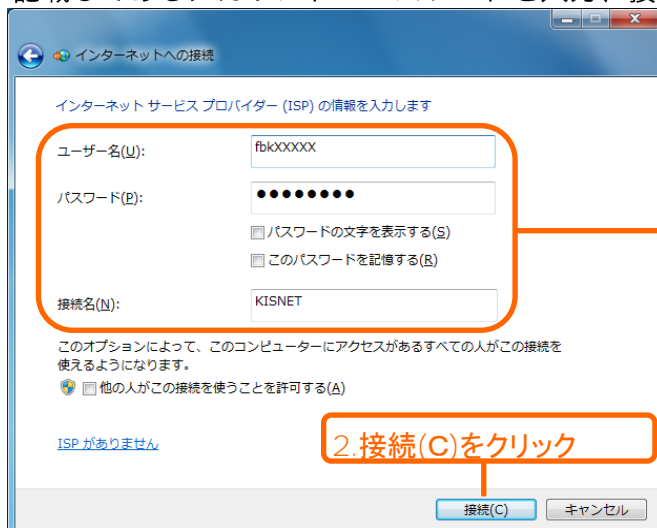 インターネットへの接続
インターネット サービス プロバイダー (ISP) の情報を入力します
ユーザー名(U):
fbkXXXXX
パスワード(P):
●●●●●●●●
パスワードの文字を表示する(S)
このパスワードを記憶する(R)
接続名(N):
KISNET
このオプションによって、このコンピューターにアクセスがあるすべての人がこの接続を
使えるようになります。
他の人がこの接続を使うことを許可する(A)
ISP がありません
2.接続(C)をクリック
接続(C)
キャンセル